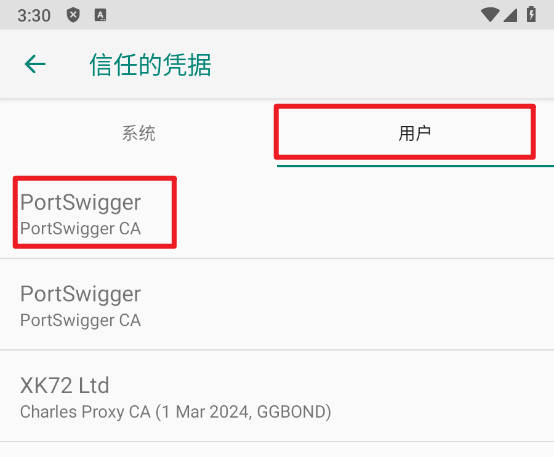 3:30
信任的凭据
系统
用户
PortSwigger
PortSwigger CA
PortSwigger
PortSwigger CA
XK72 Ltd
Charles Proxy CA (1 Mar 2024, GGBOND)